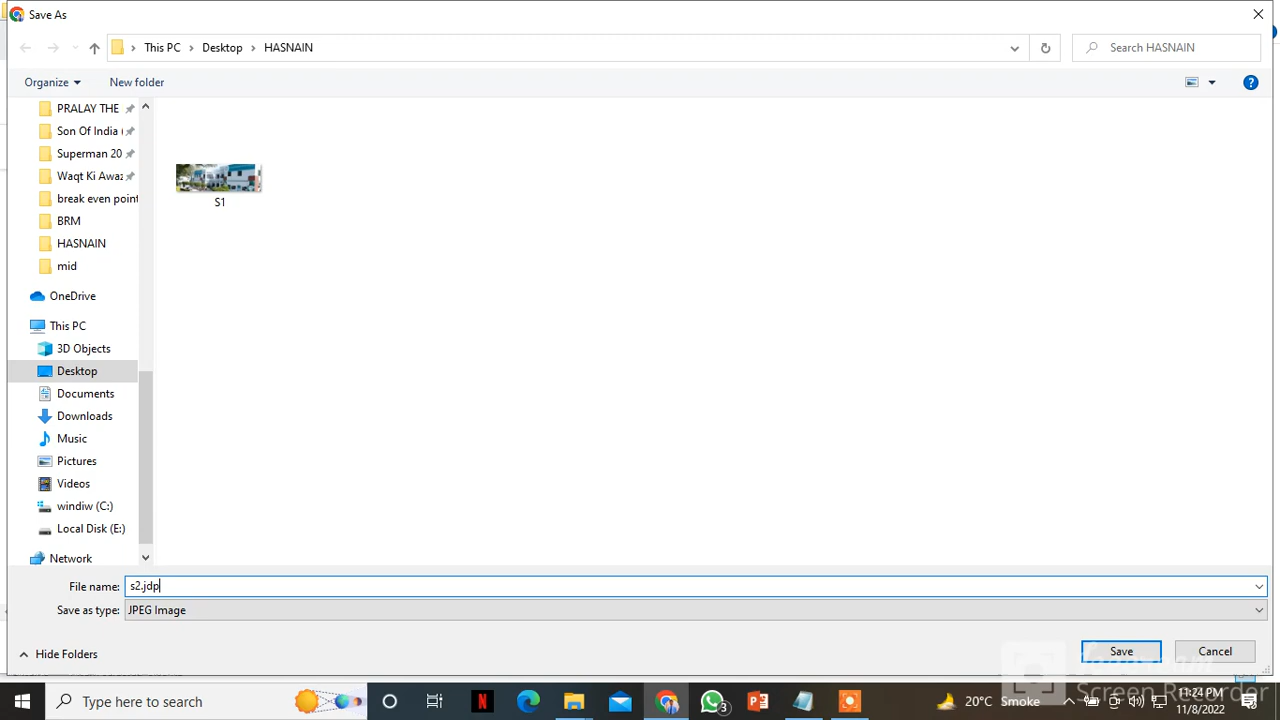 Save As
This PC
Desktop
HASNAIN
Search HASNAIN
Organize
New folder
PRALAY THE
Son Of India (
Superman 20
Waqt Ki Awaz
break even point
BRM
HASNAIN
mid
OneDrive
This PC
3D Objects
Desktop
Documents
Downloads
Music
Pictures
Videos
windiw (C:)
Local Disk (E:)
Network
S1
File name: s2.jdp
Save as type: JPEG Image
Hide Folders
Save
Cancel
Screen Recorder
Type here to search
3
20°C Smoke
11:24 PM
11/8/2022